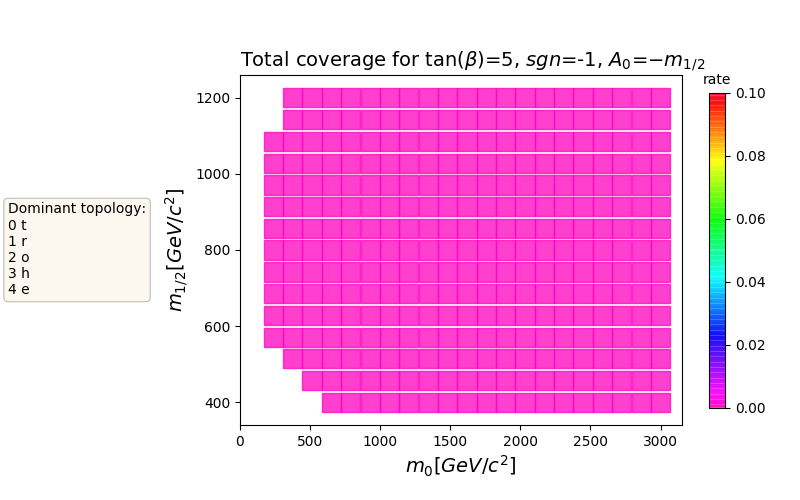 Total coverage for tan(β)=5, sgn=-1, A₀=−m₁/₂
rate
Dominant topology:
0 t
1 r
2 o
3 h
4 e
m₁/₂[GeV/c²]
1200
1000
800
600
400
0 500 1000 1500 2000 2500 3000
m₀[GeV/c²]
0.10
0.08
0.06
0.04
0.02
0.00